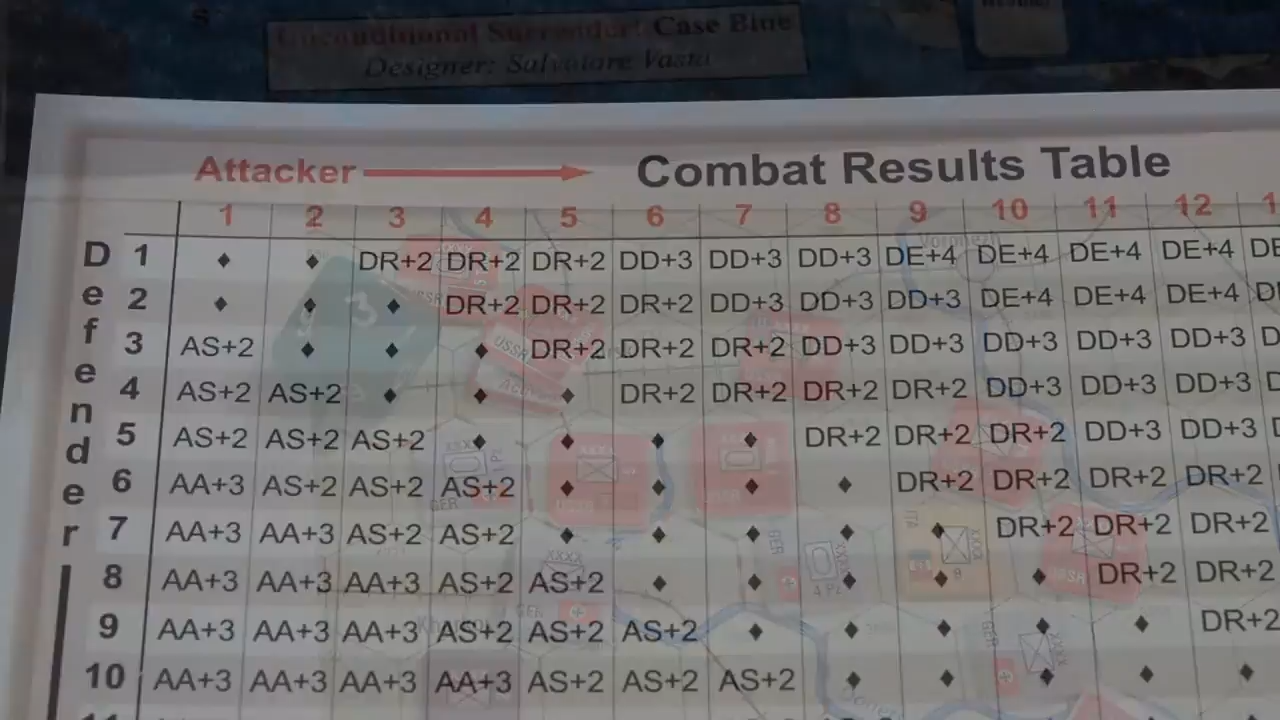 Unconditional Surrender! Case Blue
Designer: Salvatore Vasta
Attacker Combat Results Table
1 2 3 4 5 6 7 8 9 10 11 12
Defender
1 ♦ ♦ DR+2 DR+2 DR+2 DD+3 DD+3 DD+3 DE+4 DE+4 DE+4 DE+4 DE
2 ♦ ♦ ♦ DR+2 DR+2 DR+2 DD+3 DD+3 DD+3 DE+4 DE+4 DE+4
3 AS+2 ♦ ♦ ♦ DR+2 DR+2 DR+2 DD+3 DD+3 DD+3 DD+3 DD+3
4 AS+2 AS+2 ♦ ♦ ♦ DR+2 DR+2 DR+2 DR+2 DD+3 DD+3 DD+3
5 AS+2 AS+2 AS+2 ♦ ♦ ♦ ♦ DR+2 DR+2 DR+2 DD+3 DD+3
6 AA+3 AS+2 AS+2 AS+2 ♦ ♦ ♦ ♦ DR+2 DR+2 DR+2 DR+2
7 AA+3 AA+3 AS+2 AS+2 ♦ ♦ ♦ ♦ ♦ DR+2 DR+2 DR+2
8 AA+3 AA+3 AA+3 AS+2 AS+2 ♦ ♦ ♦ ♦ ♦ DR+2 DR+2
9 AA+3 AA+3 AA+3 AS+2 AS+2 AS+2 ♦ ♦ ♦ ♦ ♦ DR+2
10 AA+3 AA+3 AA+3 AA+3 AS+2 AS+2 AS+2 ♦ ♦ ♦ ♦ ♦